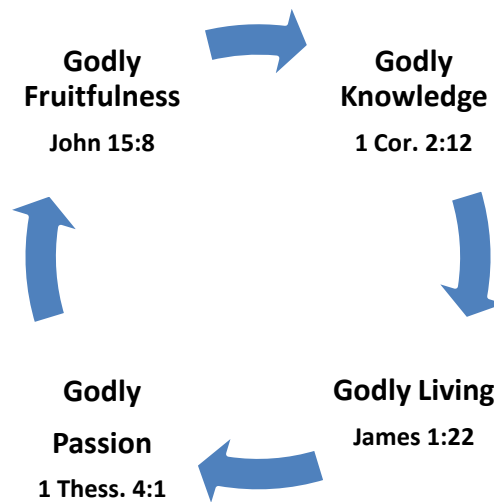 Godly
Fruitfulness
John 15:8
Godly
Knowledge
1 Cor. 2:12
Godly Living
James 1:22
Godly
Passion
1 Thess. 4:1